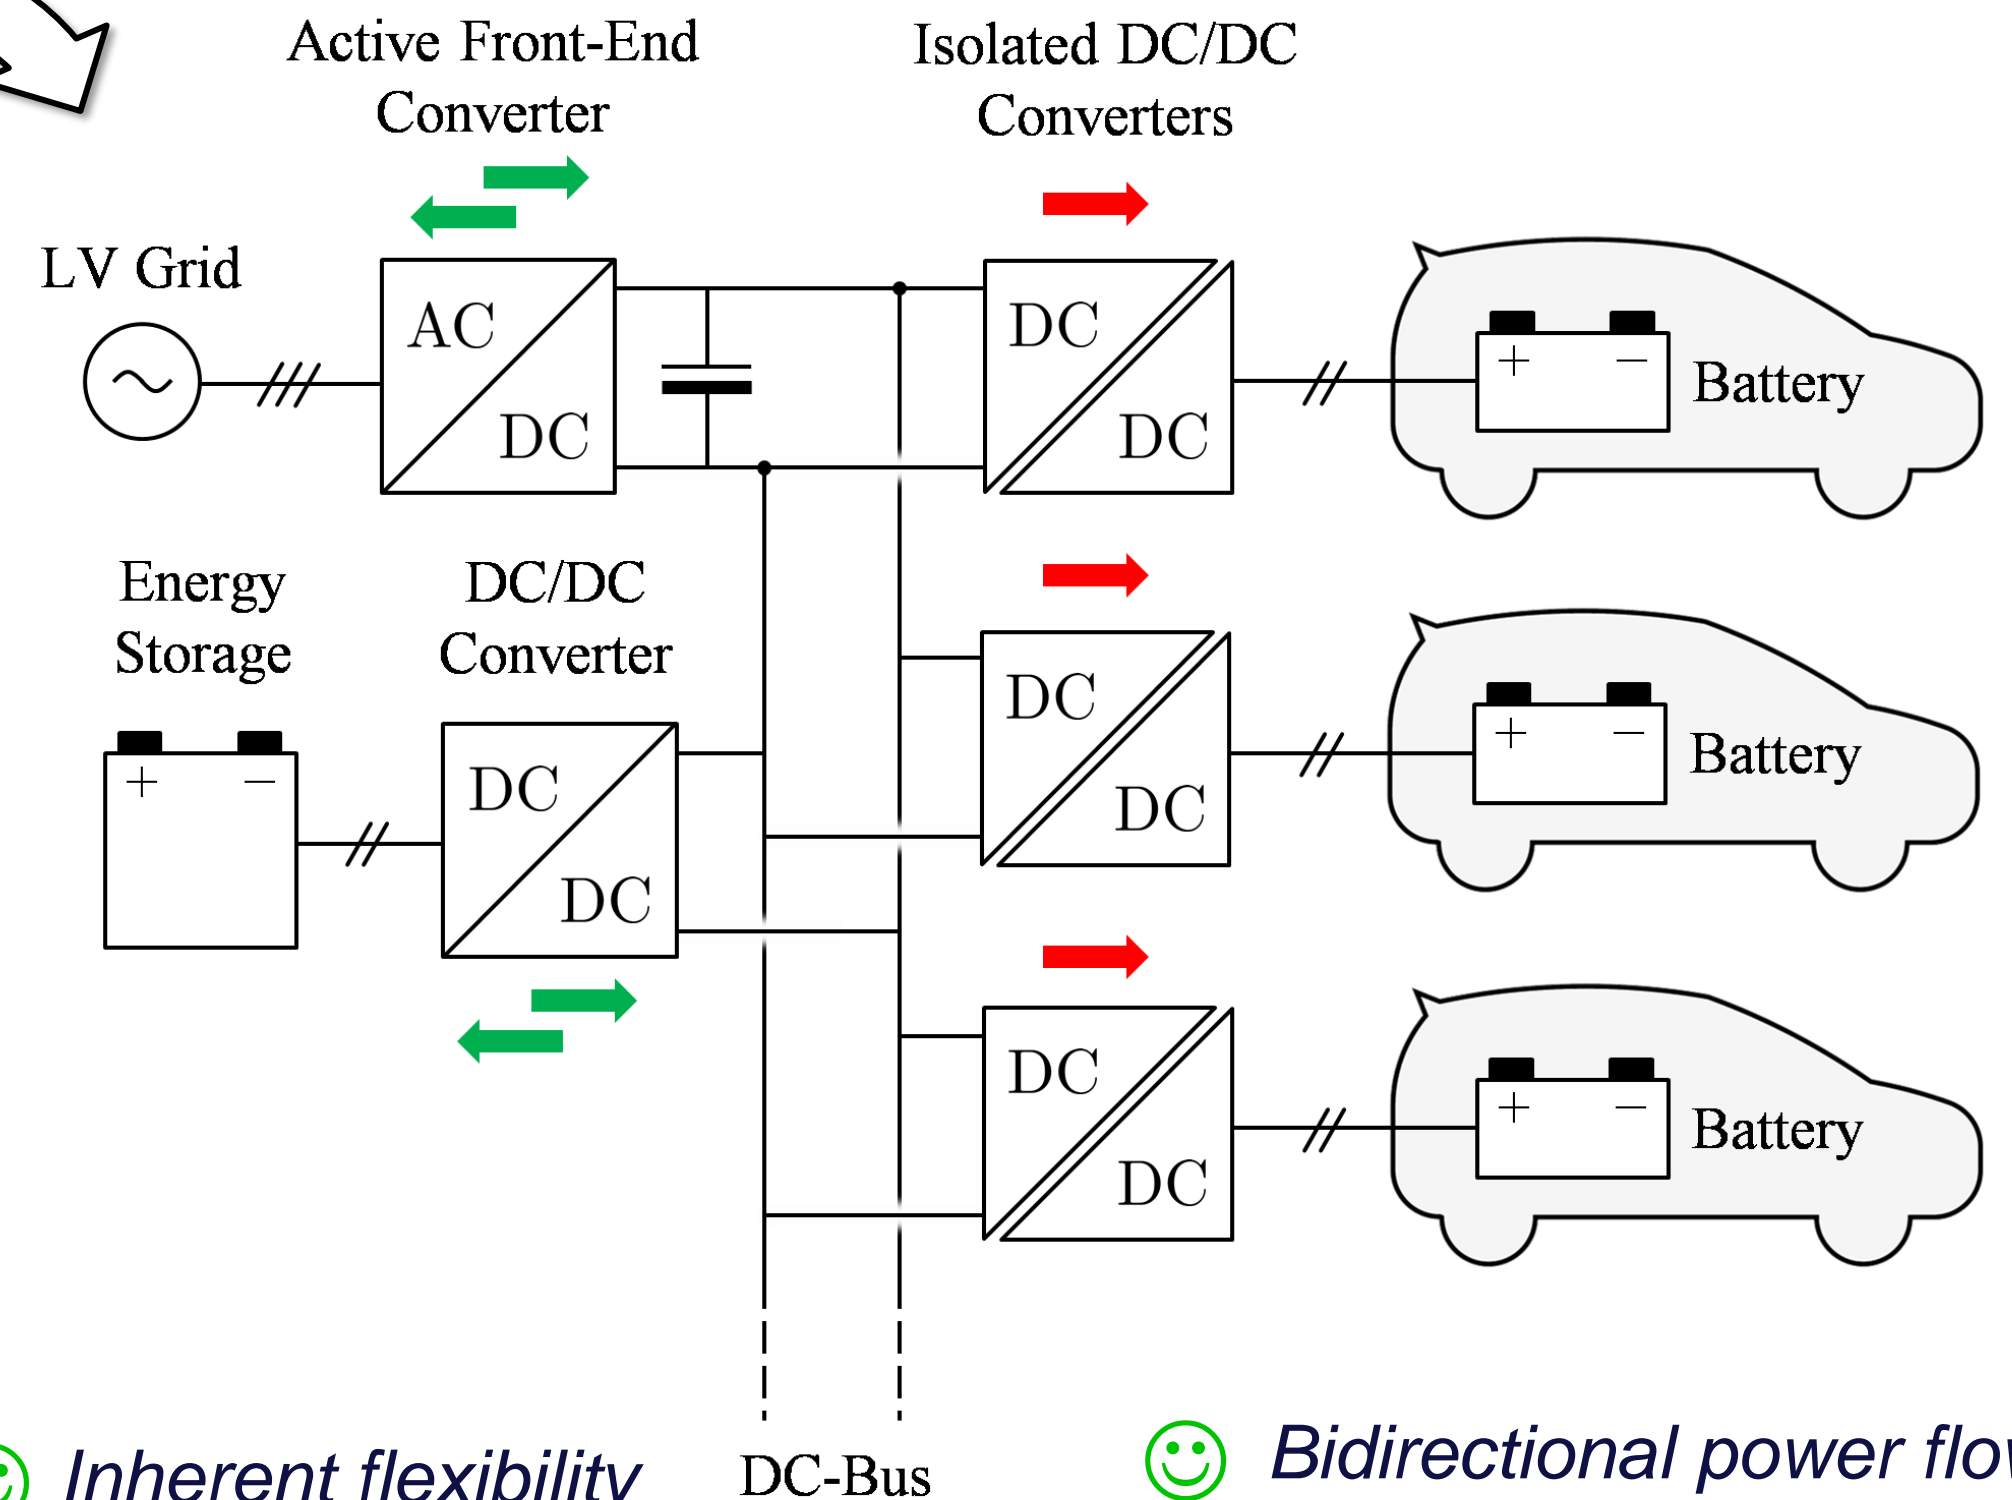 Active Front-End
Converter
Isolated DC/DC
Converters
LV Grid
AC
DC
DC
DC
+ −
Battery
Energy
Storage
DC/DC
Converter
+ −
DC
DC
DC
DC
+ −
Battery
DC
DC
+ −
Battery
DC-Bus
Inherent flexibility
Bidirectional power flow